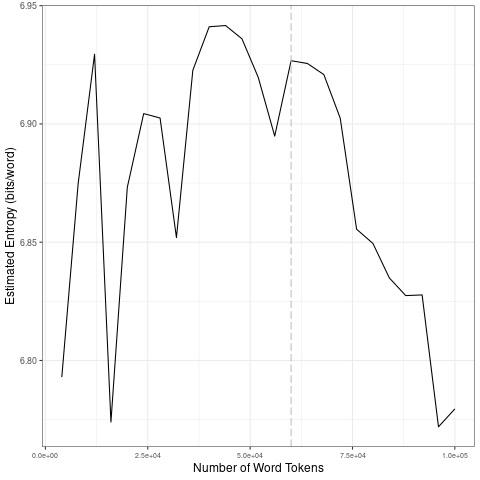 6.95
6.90
6.85
6.80
Estimated Entropy (bits/word)
0.0e+00 2.5e+04 5.0e+04 7.5e+04 1.0e+05
Number of Word Tokens